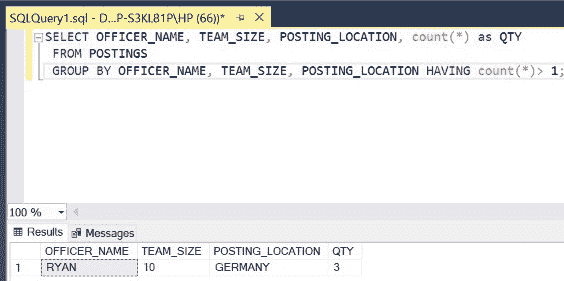 SQLQuery1.sql - D...P-S3KL81P\HP (66))*
SELECT OFFICER_NAME, TEAM_SIZE, POSTING_LOCATION, count(*) as QTY
FROM POSTINGS
GROUP BY OFFICER_NAME, TEAM_SIZE, POSTING_LOCATION HAVING count(*)> 1;
100 %
Results Messages
OFFICER_NAME TEAM_SIZE POSTING_LOCATION QTY
1 RYAN 10 GERMANY 3